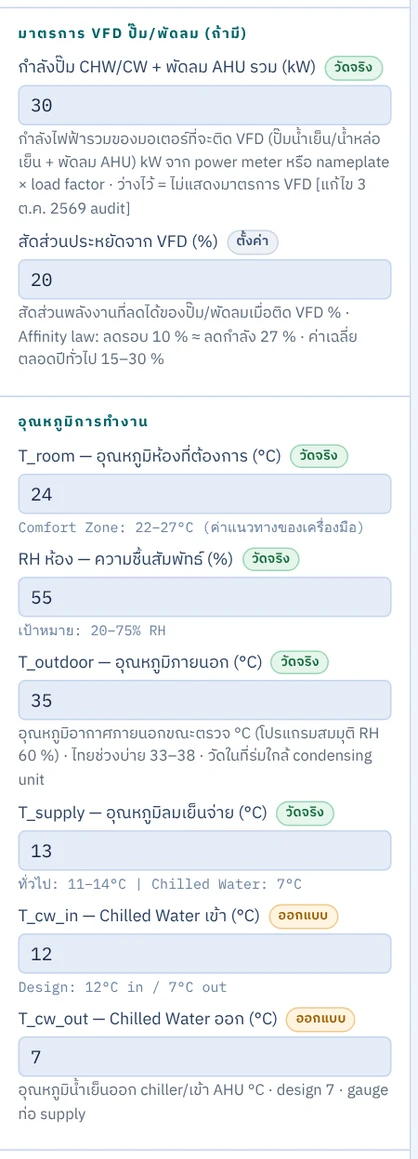 มาตรการ VFD ปั๊ม/พัดลม (ถ้ามี)
กำลังปั๊ม CHW/CW + พัดลม AHU รวม (kW) วัดจริง
30
กำลังไฟฟ้ารวมของมอเตอร์ที่จะติด VFD (ปั๊มน้ำเย็น/น้ำหล่อ
เย็น + พัดลม AHU) kW จาก power meter หรือ nameplate
× load factor · ว่างไว้ = ไม่แสดงมาตรการ VFD [แก้ไข 3
ต.ค. 2569 audit]
สัดส่วนประหยัดจาก VFD (%) ตั้งค่า
20
สัดส่วนพลังงานที่ลดได้ของปั๊ม/พัดลมเมื่อติด VFD % ·
Affinity law: ลดรอบ 10 % ≈ ลดกำลัง 27 % · ค่าเฉลี่ย
ตลอดปีทั่วไป 15–30 %
อุณหภูมิการทำงาน
T_room — อุณหภูมิห้องที่ต้องการ (°C) วัดจริง
24
Comfort Zone: 22–27°C (ค่าแนวทางของเครื่องมือ)
RH ห้อง — ความชื้นสัมพัทธ์ (%) วัดจริง
55
เป้าหมาย: 20–75% RH
T_outdoor — อุณหภูมิภายนอก (°C) วัดจริง
35
อุณหภูมิอากาศภายนอกขณะตรวจ °C (โปรแกรมสมมุติ RH
60 %) · ไทยช่วงบ่าย 33–38 · วัดในที่ร่มใกล้ condensing
unit
T_supply — อุณหภูมิลมเย็นจ่าย (°C) วัดจริง
13
ทั่วไป: 11–14°C | Chilled Water: 7°C
T_cw_in — Chilled Water เข้า (°C) ออกแบบ
12
Design: 12°C in / 7°C out
T_cw_out — Chilled Water ออก (°C) ออกแบบ
7
อุณหภูมิน้ำเย็นออก chiller/เข้า AHU °C · design 7 · gauge
ท่อ supply